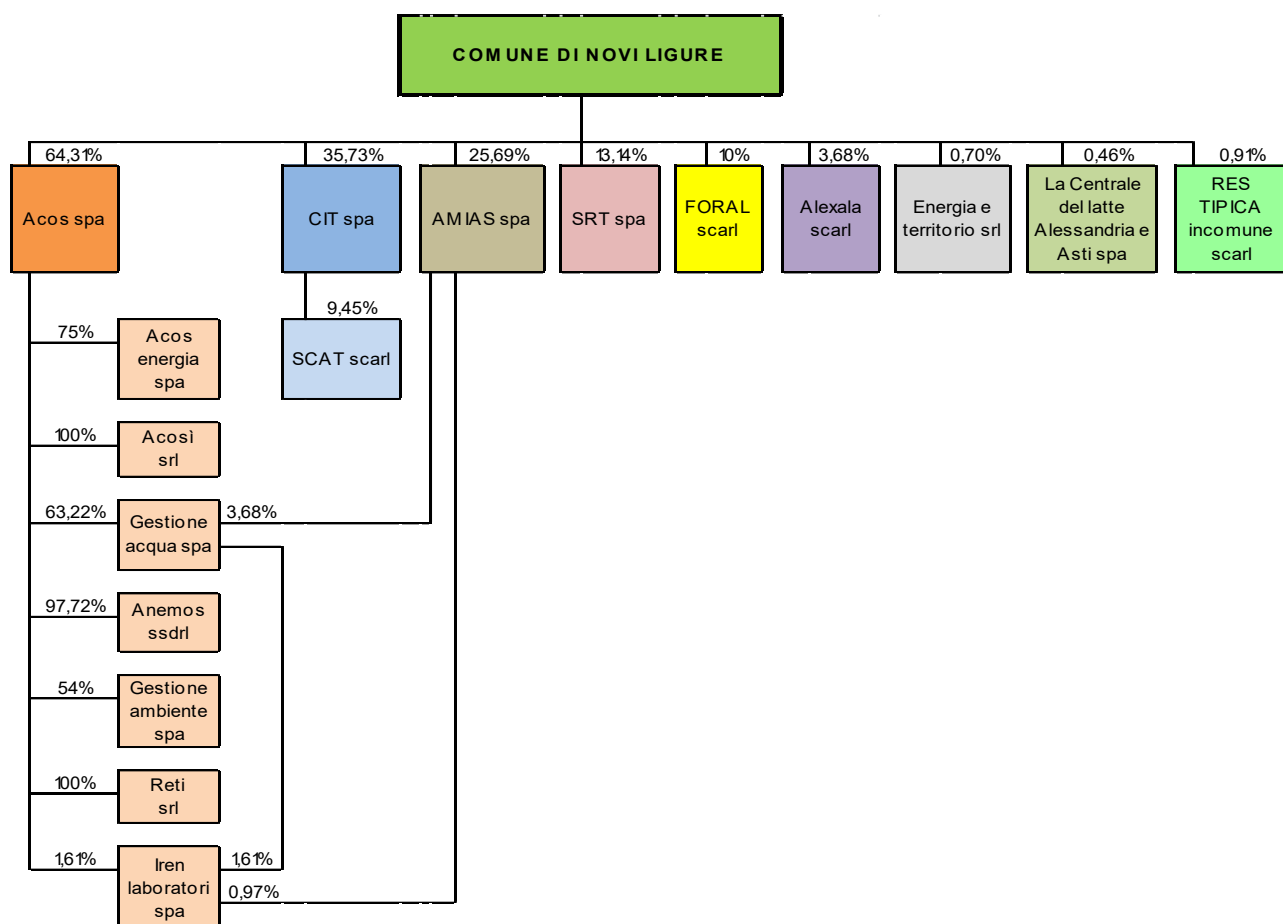 COMUNE DI NOVI LIGURE
64,31%
35,73%
25,69%
13,14%
10%
3,68%
0,70%
0,46%
0,91%
Acos spa
CIT spa
AMIAS spa
SRT spa
FORAL
scarl
Alexala
scarl
Energia e
territorio srl
La Centrale
del latte
Alessandria e
Asti spa
RES
TIPICA
incomune
scarl
75%
Acos
energia
spa
9,45%
SCAT scarl
100%
Acosì
srl
63,22%
Gestione
acqua spa
3,68%
97,72%
Anemos
ssdrl
54%
Gestione
ambiente
spa
100%
Reti
srl
1,61%
Iren
laboratori
spa
1,61%
0,97%